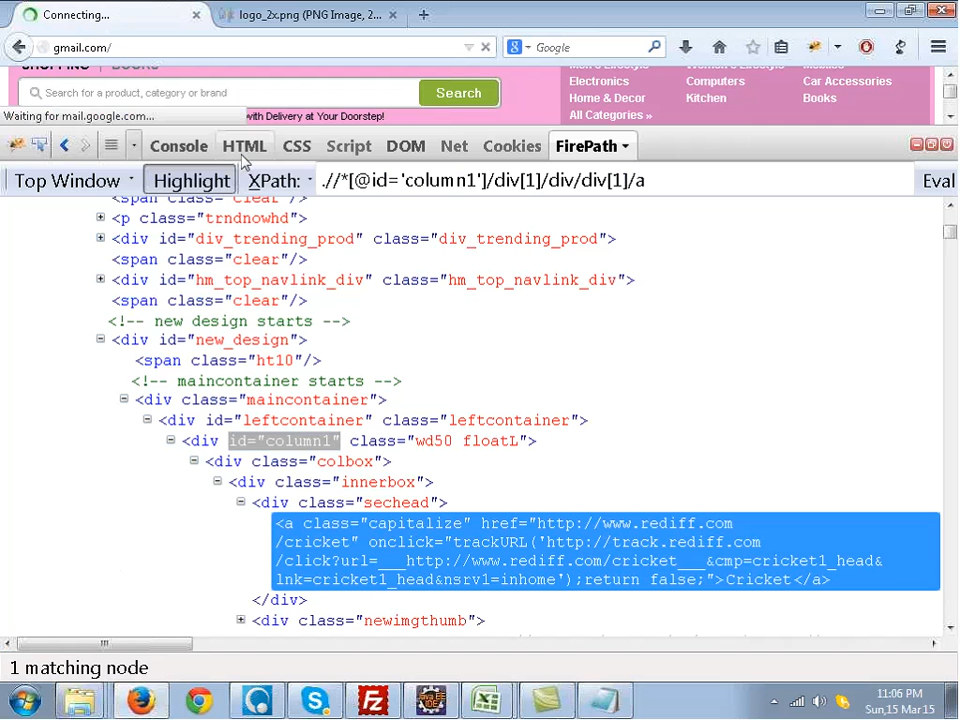 Connecting...
logo_2x.png (PNG Image, 2...
gmail.com/
Google
SHOPPING BOOKS
Electronics
Computers
Car Accessories
Home & Decor
Kitchen
Books
All Categories »
Search for a product, category or brand
Search
Waiting for mail.google.com...
with Delivery at Your Doorstep!
Console HTML CSS Script DOM Net Cookies FirePath
Top Window Highlight XPath: .//*[@id='column1']/div[1]/div/div[1]/a Eval
<span class="clear"/>
<p class="trndnowhd">
<div id="div_trending_prod" class="div_trending_prod">
<span class="clear"/>
<div id="hm_top_navlink_div" class="hm_top_navlink_div">
<span class="clear"/>
<!-- new design starts -->
<div id="new_design">
<span class="ht10"/>
<!-- maincontainer starts -->
<div class="maincontainer">
<div id="leftcontainer" class="leftcontainer">
<div id="column1" class="wd50 floatL">
<div class="colbox">
<div class="innerbox">
<div class="sechead">
<a class="capitalize" href="http://www.rediff.com
/cricket" onclick="trackURL('http://track.rediff.com
/click?url=___http://www.rediff.com/cricket___&cmp=cricket1_head&
lnk=cricket1_head&nsrv1=inhome');return false;">Cricket</a>
</div>
<div class="newimgthumb">
1 matching node
11:06 PM
Sun,15 Mar 15